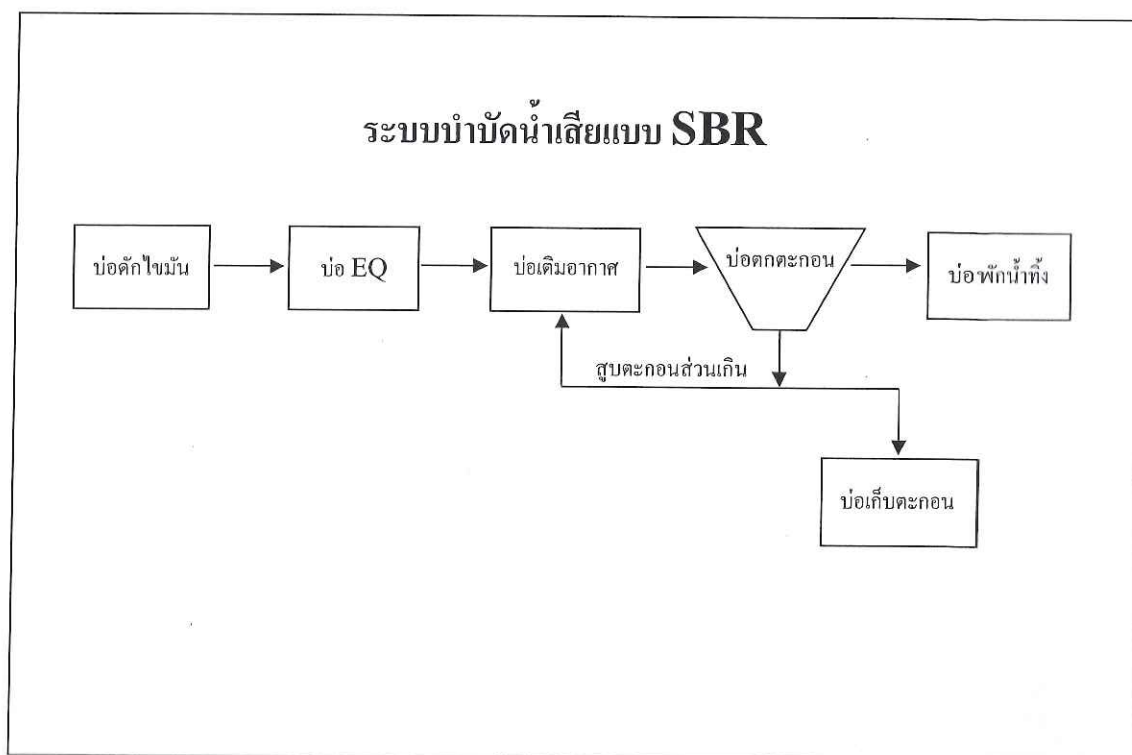 ระบบบำบัดน้ำเสียแบบ SBR
บ่อดักไขมัน
บ่อ EQ
บ่อเติมอากาศ
บ่อตกตะกอน
บ่อพักน้ำทิ้ง
สูบตะกอนส่วนเกิน
บ่อเก็บตะกอน